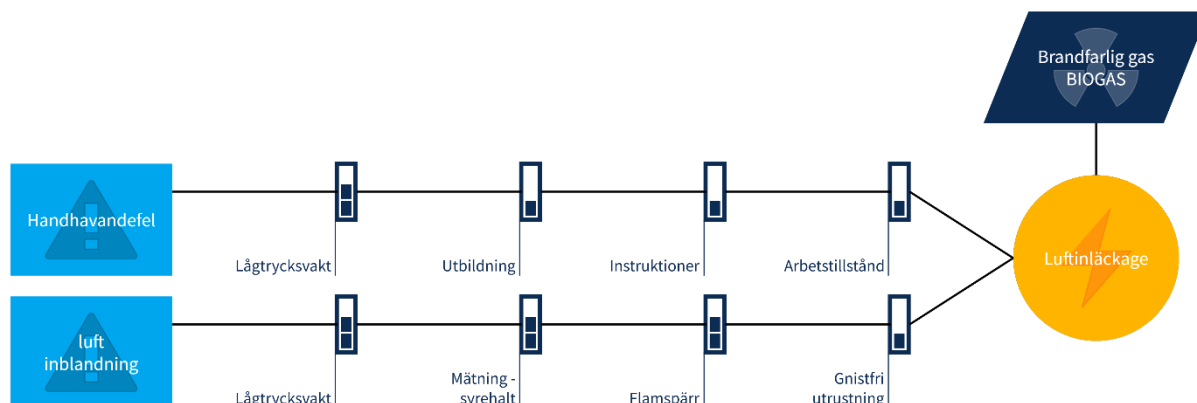 Brandfarlig gas
BIOGAS
Handhavandefel
Lågtrycksvakt
Utbildning
Instruktioner
Arbetstillstånd
Luftinläckage
luft
inblandning
Lågtrycksvakt
Mätning -
syrehalt
Flamspärr
Gnistfri
utrustning